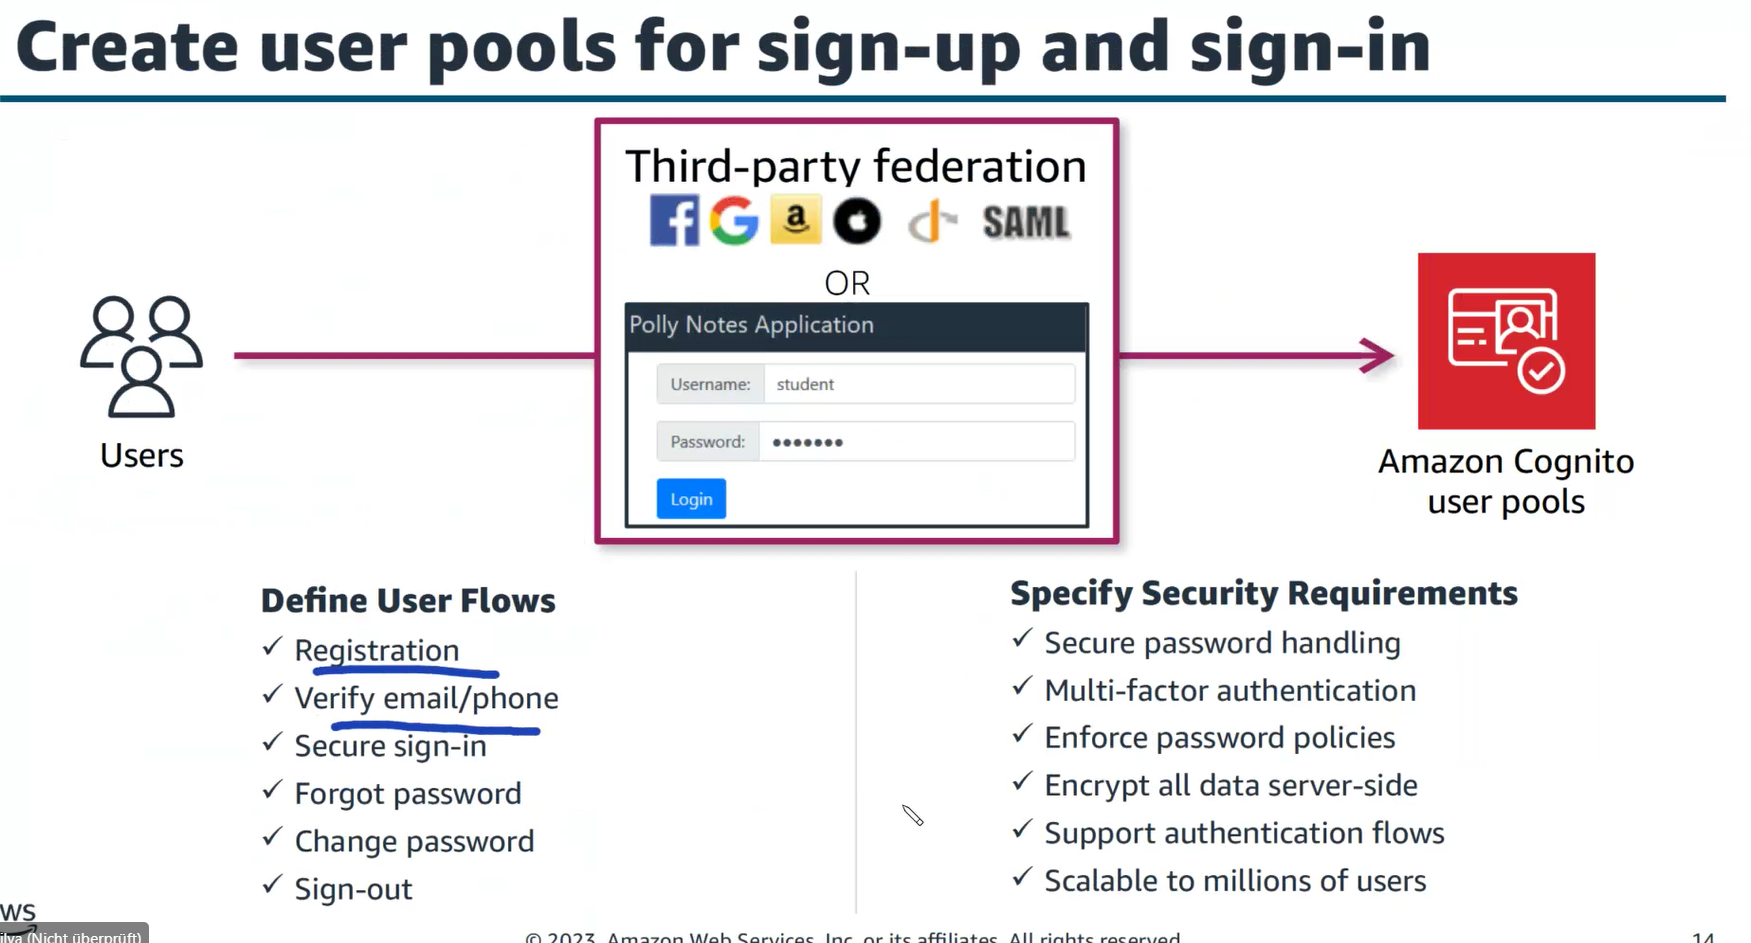 Create user pools for sign-up and sign-in
Third-party federation
SAML
OR
Polly Notes Application
Username: student
Password: •••••••
Login
Users
Amazon Cognito
user pools
Define User Flows
✓ Registration
✓ Verify email/phone
✓ Secure sign-in
✓ Forgot password
✓ Change password
✓ Sign-out
Specify Security Requirements
✓ Secure password handling
✓ Multi-factor authentication
✓ Enforce password policies
✓ Encrypt all data server-side
✓ Support authentication flows
✓ Scalable to millions of users
ws
ilva (Nicht überprüft)
© 2023, Amazon Web Services, Inc. or its affiliates. All rights reserved.
14